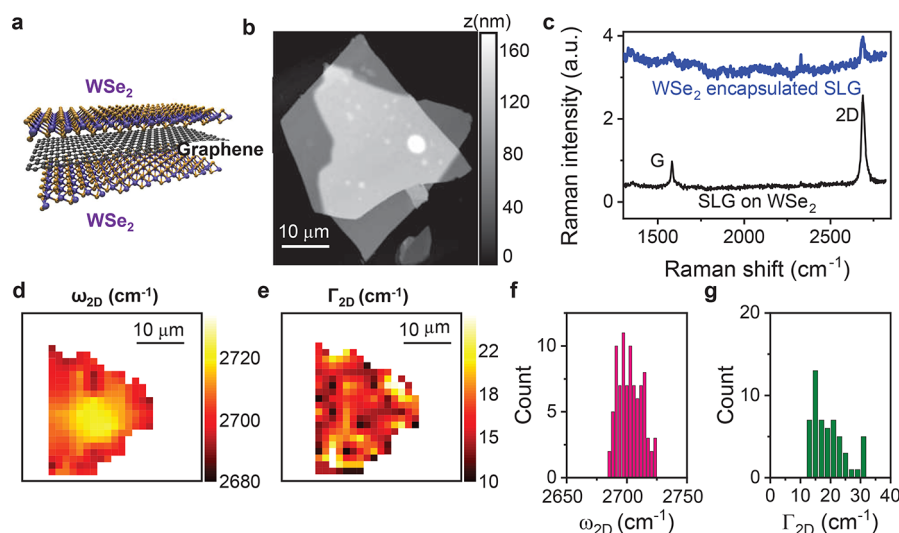 a
WSe2
Graphene
WSe2
b
z(nm)
160
120
80
40
0
10 μm
c
Raman intensity (a.u.)
4
2
0
WSe2 encapsulated SLG
2D
G
SLG on WSe2
1500
2000
2500
Raman shift (cm-1)
d
ω2D (cm-1)
10 μm
2720
2700
2680
e
Γ2D (cm-1)
10 μm
22
18
15
10
f
Count
10
5
0
2650
2700
2750
ω2D (cm-1)
g
Count
20
10
0
0
10
20
30
40
Γ2D (cm-1)